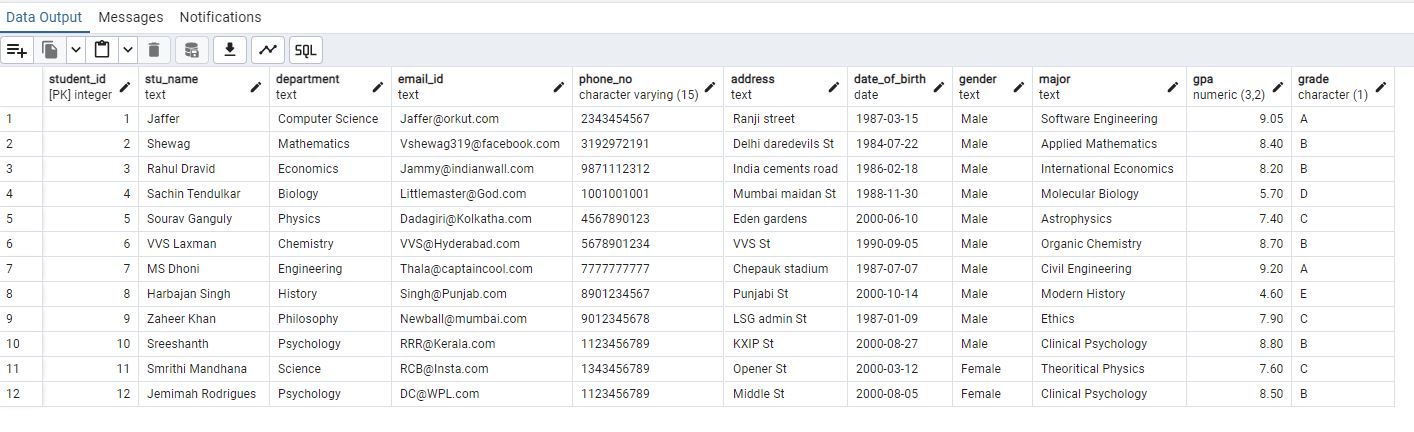 Data Output Messages Notifications
SQL
student_id stu_name department email_id phone_no address date_of_birth gender major gpa grade
[PK] integer text text text character varying (15) text date text text numeric (3,2) character (1)
1 1 Jaffer Computer Science Jaffer@orkut.com 2343454567 Ranji street 1987-03-15 Male Software Engineering 9.05 A
2 2 Shewag Mathematics Vshewag319@facebook.com 3192972191 Delhi daredevils St 1984-07-22 Male Applied Mathematics 8.40 B
3 3 Rahul Dravid Economics Jammy@indianwall.com 9871112312 India cements road 1986-02-18 Male International Economics 8.20 B
4 4 Sachin Tendulkar Biology Littlemaster@God.com 1001001001 Mumbai maidan St 1988-11-30 Male Molecular Biology 5.70 D
5 5 Sourav Ganguly Physics Dadagiri@Kolkatha.com 4567890123 Eden gardens 2000-06-10 Male Astrophysics 7.40 C
6 6 VVS Laxman Chemistry VVS@Hyderabad.com 5678901234 VVS St 1990-09-05 Male Organic Chemistry 8.70 B
7 7 MS Dhoni Engineering Thala@captaincool.com 7777777777 Chepauk stadium 1987-07-07 Male Civil Engineering 9.20 A
8 8 Harbajan Singh History Singh@Punjab.com 8901234567 Punjabi St 2000-10-14 Male Modern History 4.60 E
9 9 Zaheer Khan Philosophy Newball@mumbai.com 9012345678 LSG admin St 1987-01-09 Male Ethics 7.90 C
10 10 Sreeshanth Psychology RRR@Kerala.com 1123456789 KXIP St 2000-08-27 Male Clinical Psychology 8.80 B
11 11 Smrithi Mandhana Science RCB@Insta.com 1343456789 Opener St 2000-03-12 Female Theoritical Physics 7.60 C
12 12 Jemimah Rodrigues Psychology DC@WPL.com 1123456789 Middle St 2000-08-05 Female Clinical Psychology 8.50 B